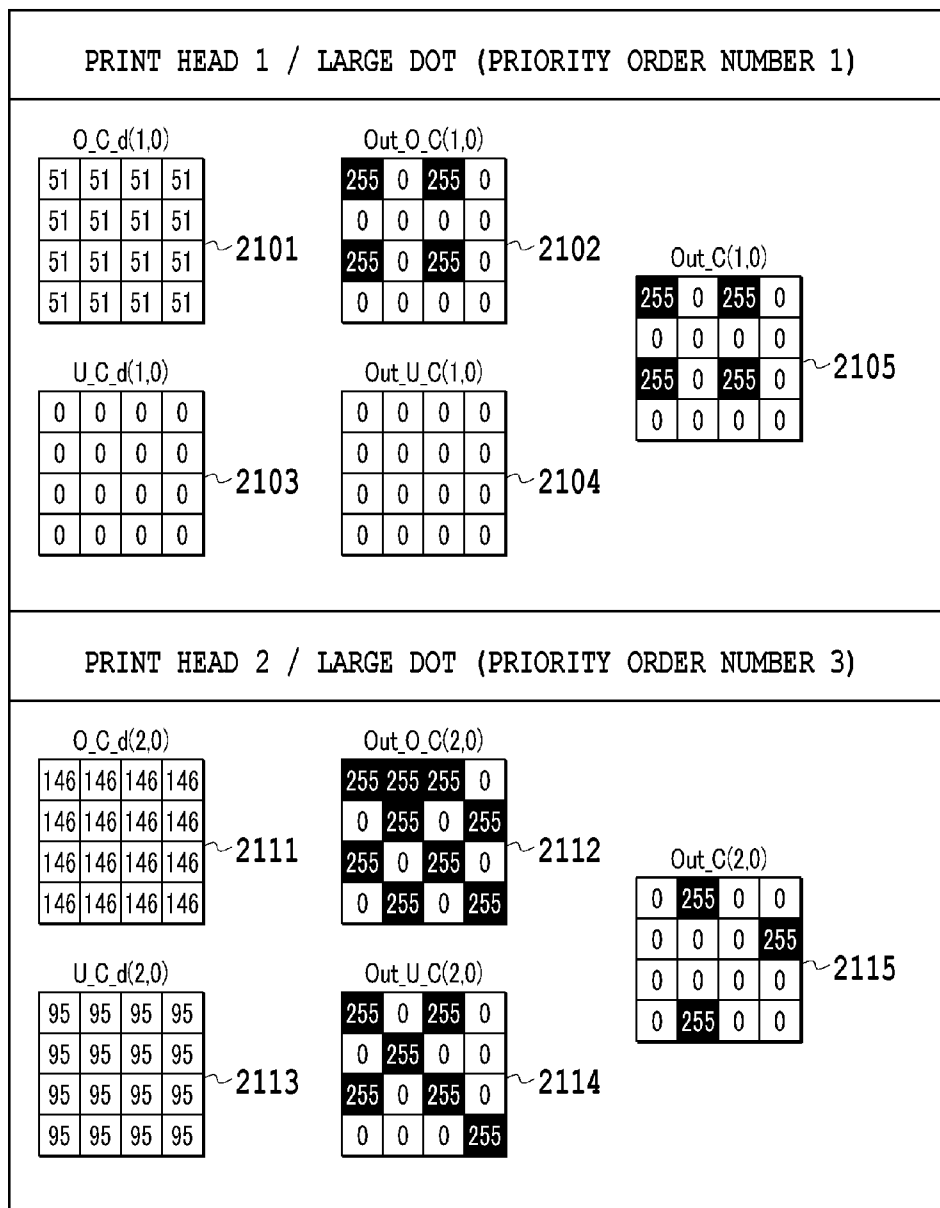 PRINT HEAD 1 / LARGE DOT (PRIORITY ORDER NUMBER 1)
O_C_d(1,0)
51 51 51 51
51 51 51 51
51 51 51 51
51 51 51 51
2101
Out_O_C(1,0)
255 0 255 0
0 0 0 0
255 0 255 0
0 0 0 0
2102
U_C_d(1,0)
0 0 0 0
0 0 0 0
0 0 0 0
0 0 0 0
2103
Out_U_C(1,0)
0 0 0 0
0 0 0 0
0 0 0 0
0 0 0 0
2104
Out_C(1,0)
255 0 255 0
0 0 0 0
255 0 255 0
0 0 0 0
2105
PRINT HEAD 2 / LARGE DOT (PRIORITY ORDER NUMBER 3)
O_C_d(2,0)
146 146 146 146
146 146 146 146
146 146 146 146
146 146 146 146
2111
Out_O_C(2,0)
255 255 255 0
0 255 0 255
255 0 255 0
0 255 0 255
2112
U_C_d(2,0)
95 95 95 95
95 95 95 95
95 95 95 95
95 95 95 95
2113
Out_U_C(2,0)
255 0 255 0
0 255 0 0
255 0 255 0
0 0 0 255
2114
Out_C(2,0)
0 255 0 0
0 0 0 255
0 0 0 0
0 255 0 0
2115